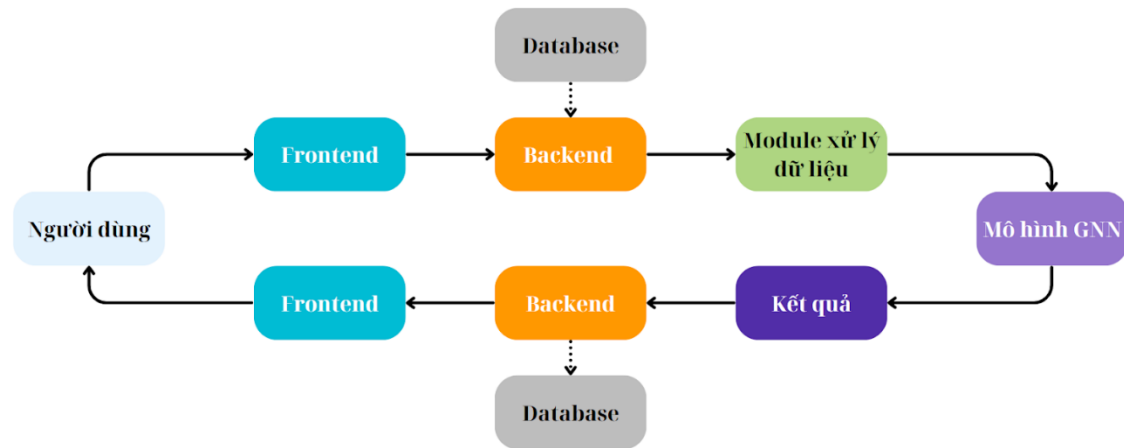 Database
Frontend
Backend
Module xử lý
dữ liệu
Người dùng
Mô hình GNN
Frontend
Backend
Kết quả
Database